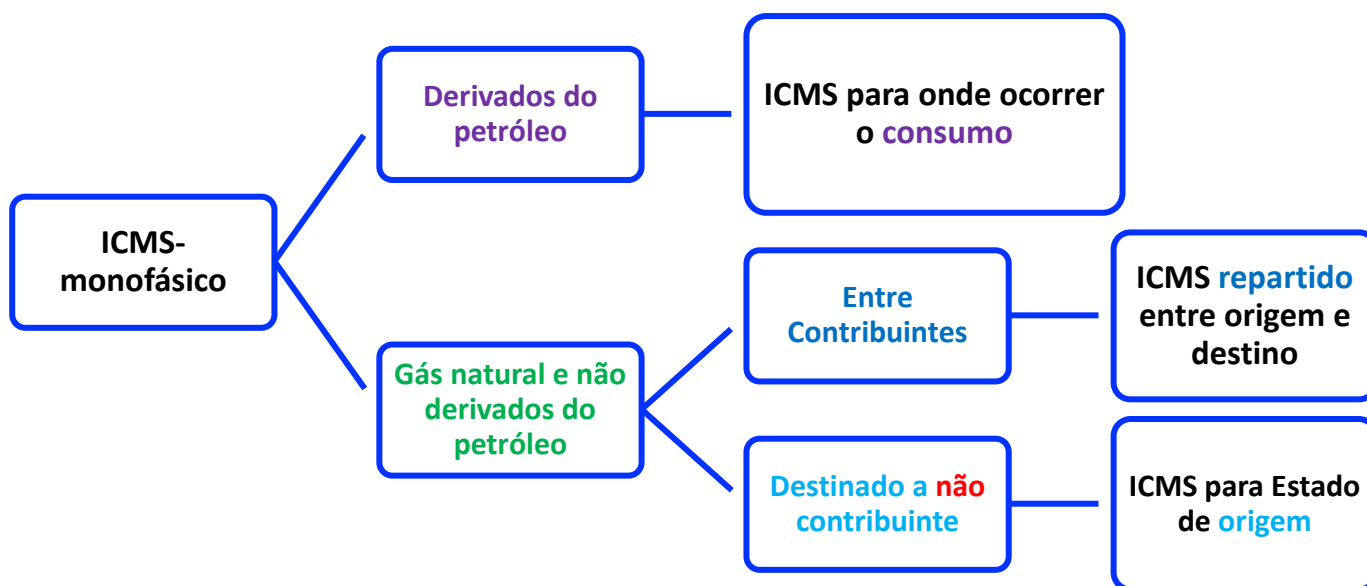 ICMS-
monofásico
Derivados do
petróleo
ICMS para onde ocorrer
o consumo
Gás natural e não
derivados do
petróleo
Entre
Contribuintes
ICMS repartido
entre origem e
destino
Destinado a não
contribuinte
ICMS para Estado
de origem